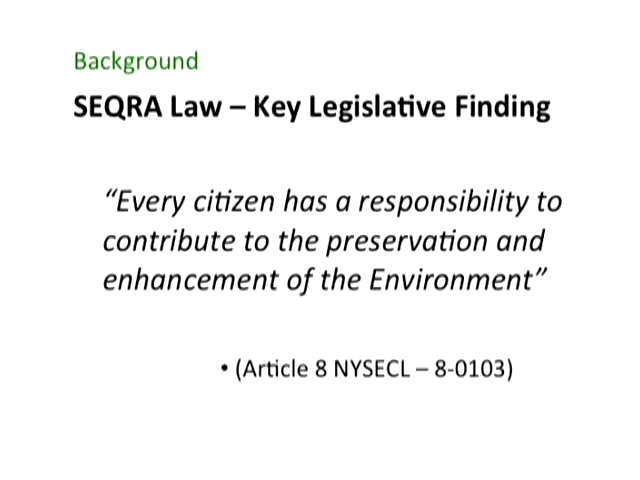 Background
SEQRA Law – Key Legislative Finding
“Every citizen has a responsibility to
contribute to the preservation and
enhancement of the Environment”
• (Article 8 NYSECL – 8-0103)